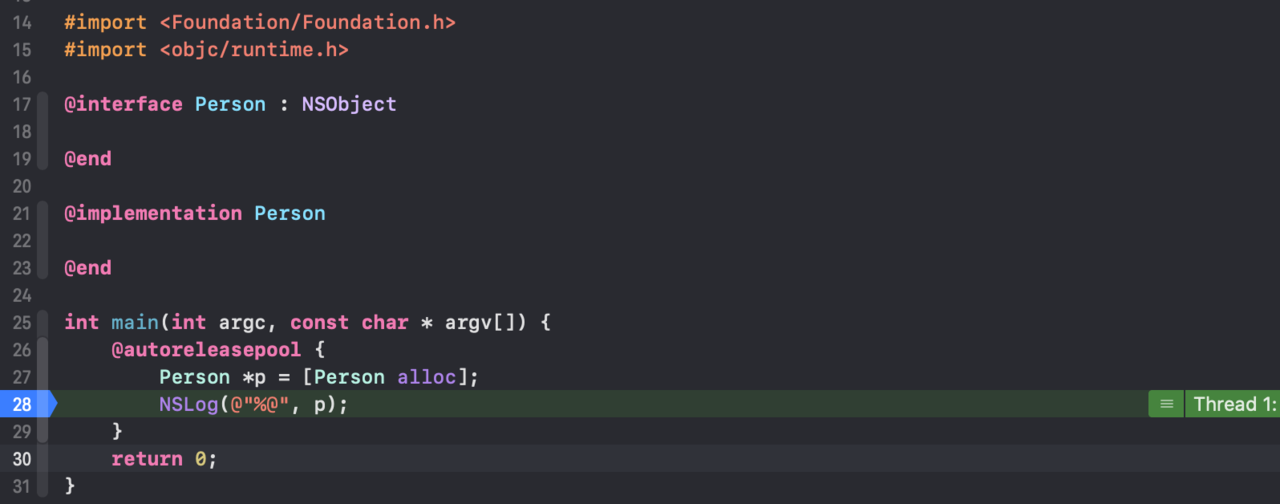 14 #import <Foundation/Foundation.h>
15 #import <objc/runtime.h>
16
17 @interface Person : NSObject
18
19 @end
20
21 @implementation Person
22
23 @end
24
25 int main(int argc, const char * argv[]) {
26     @autoreleasepool {
27         Person *p = [Person alloc];
28         NSLog(@"%@", p); Thread 1:
29     }
30     return 0;
31 }